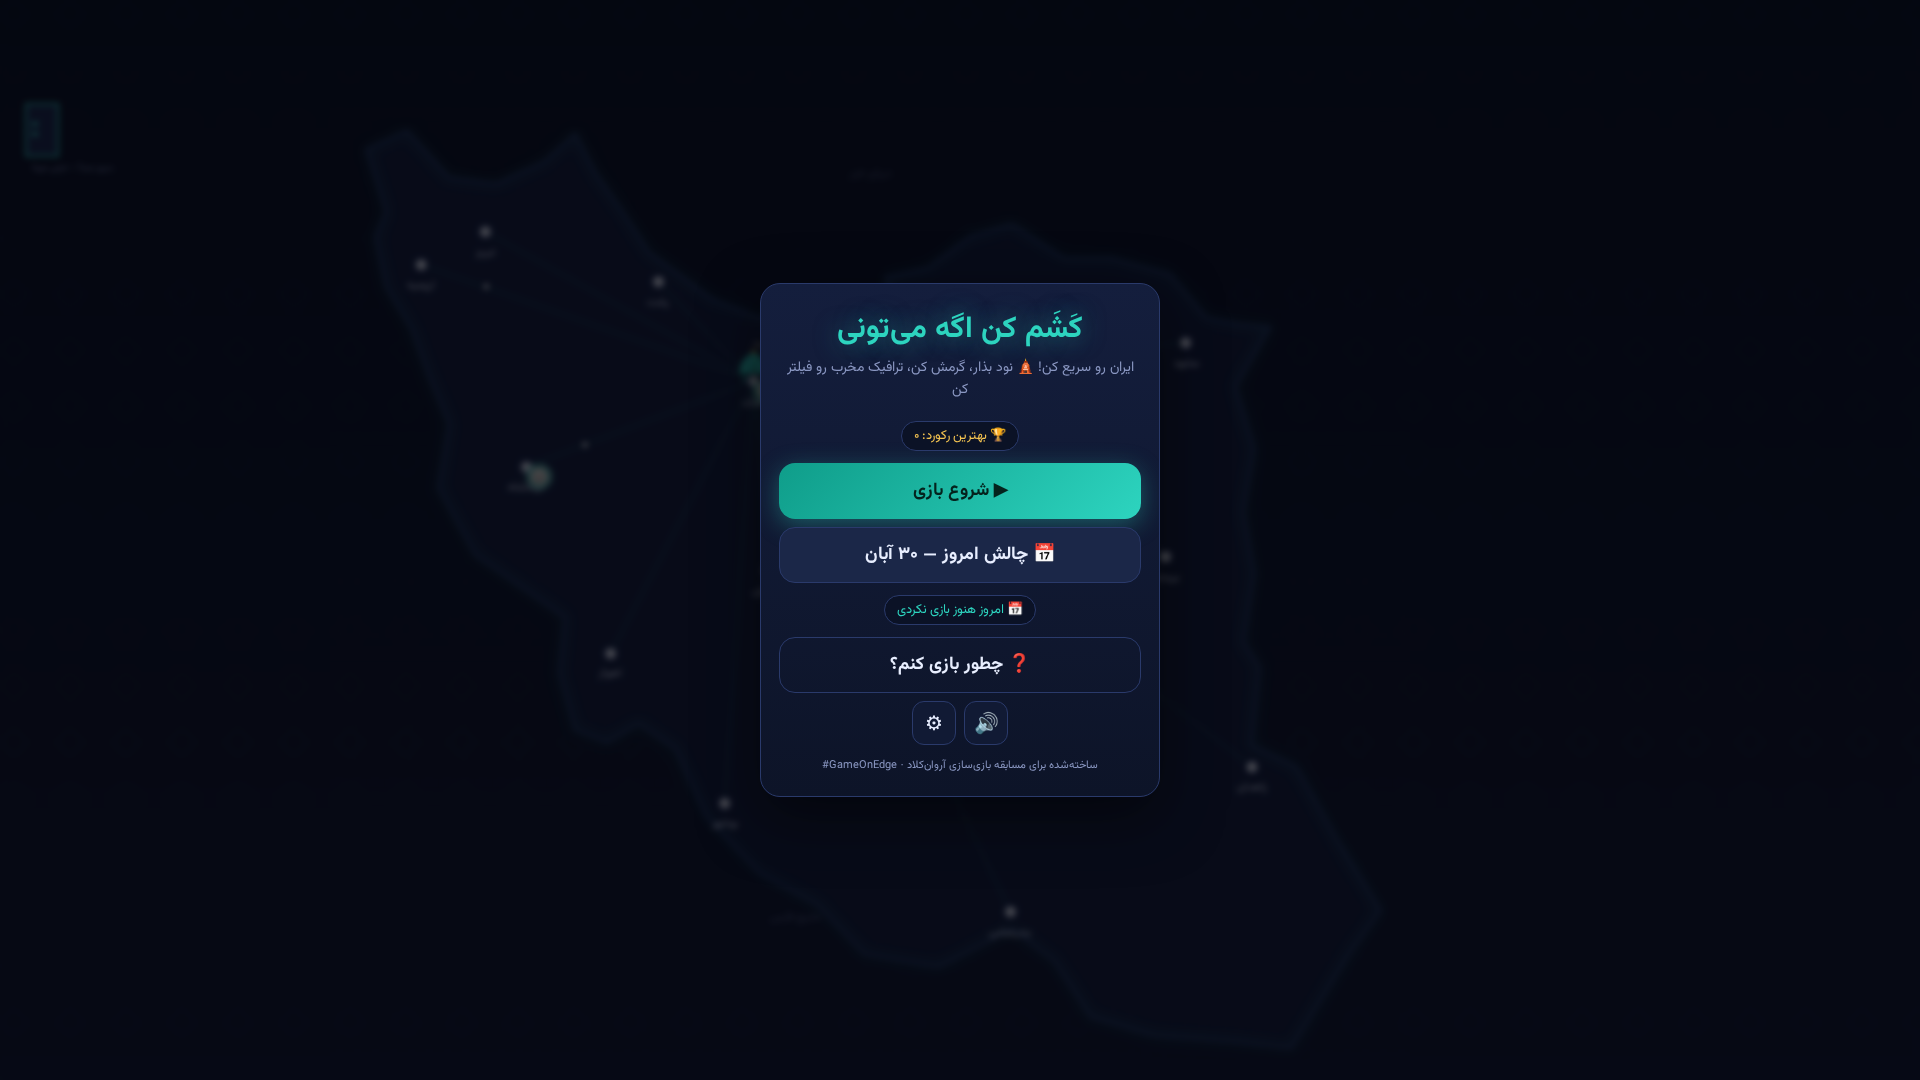 کَشَم کن اگه می‌تونی
ایران رو سریع کن! 🗼 نود بذار، گرمش کن، ترافیک مخرب رو فیلتر
کن
🏆 بهترین رکورد: ۰
▶ شروع بازی
📅 چالش امروز — ۳۰ آبان
📅 امروز هنوز بازی نکردی
❓ چطور بازی کنم؟
ساخته‌شده برای مسابقه بازی‌سازی آروان‌کلاد · #GameOnEdge